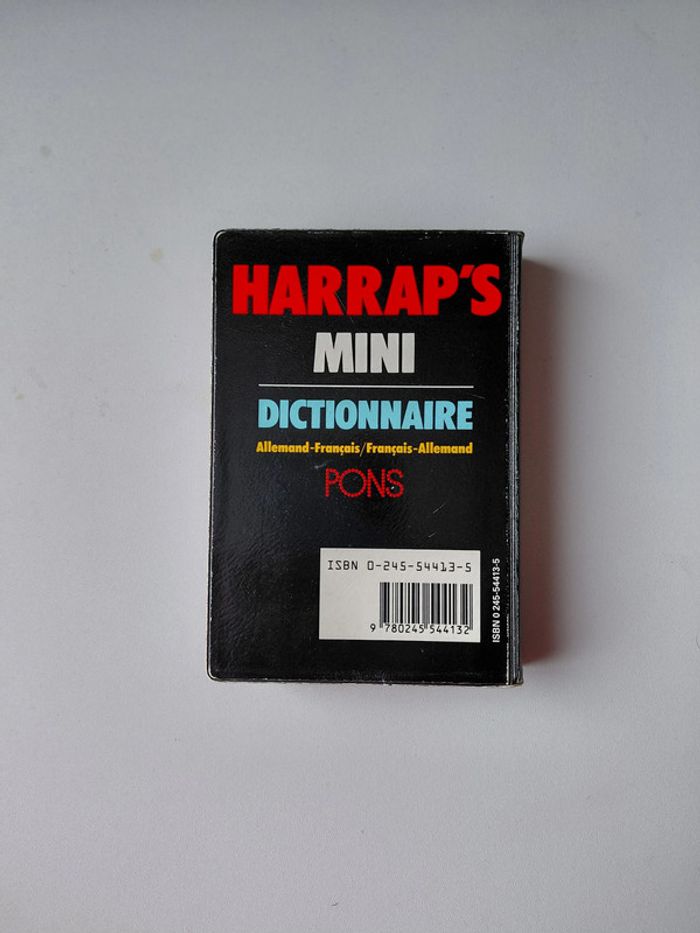 HARRAP'S
MINI
DICTIONNAIRE
Allemand-Français/Français-Allemand
PONS
ISBN 0-245-54413-5
9 780245 544132
ISBN 0 245-54413-5